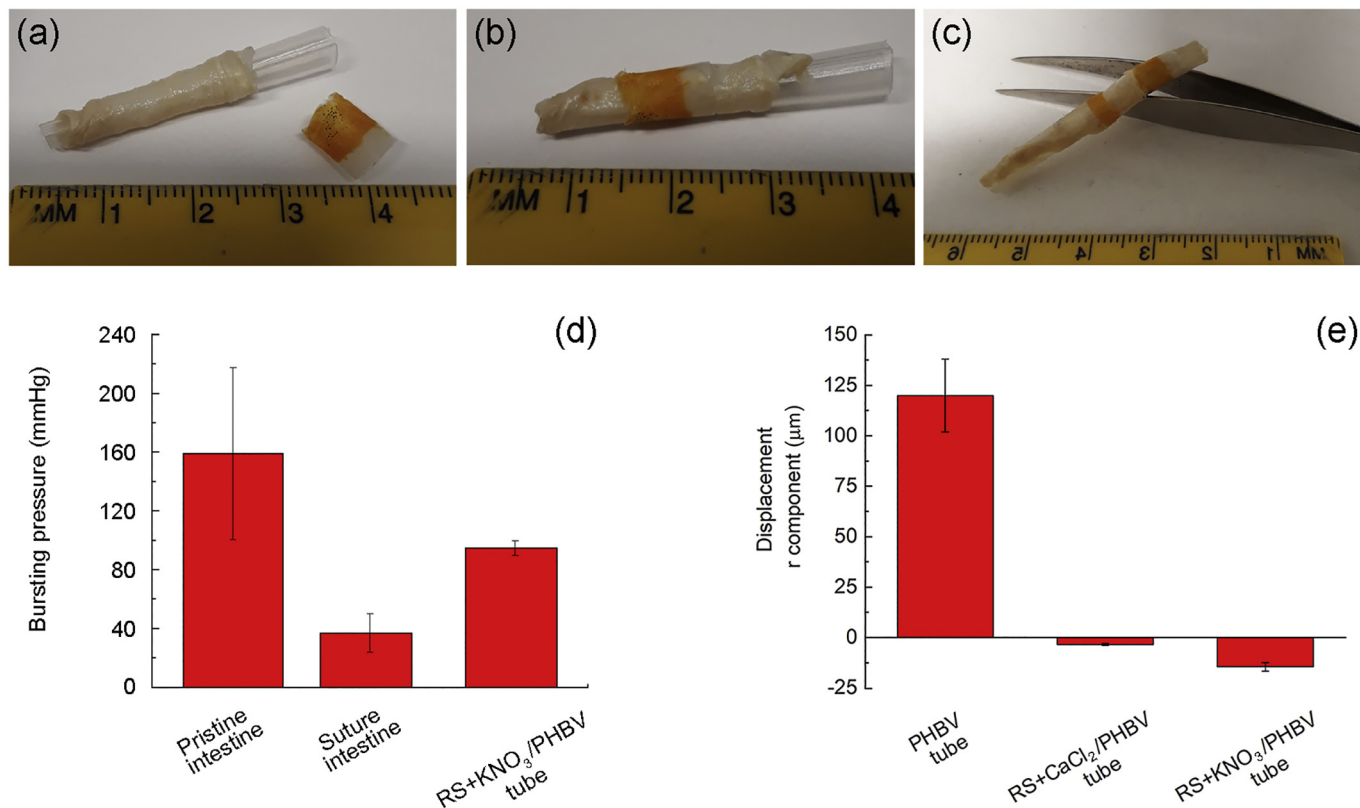 (a)
MM 1 2 3 4
(b)
MM 1 2 3 4
(c)
6 5 4 3 2 1 MM
(d)
Bursting pressure (mmHg)
240
200
160
120
80
40
0
Pristine
intestine
Suture
intestine
RS+KNO₃/PHBV
tube
(e)
Displacement
r component (μm)
150
125
100
75
50
25
0
-25
PHBV
tube
RS+CaCl₂/PHBV
tube
RS+KNO₃/PHBV
tube